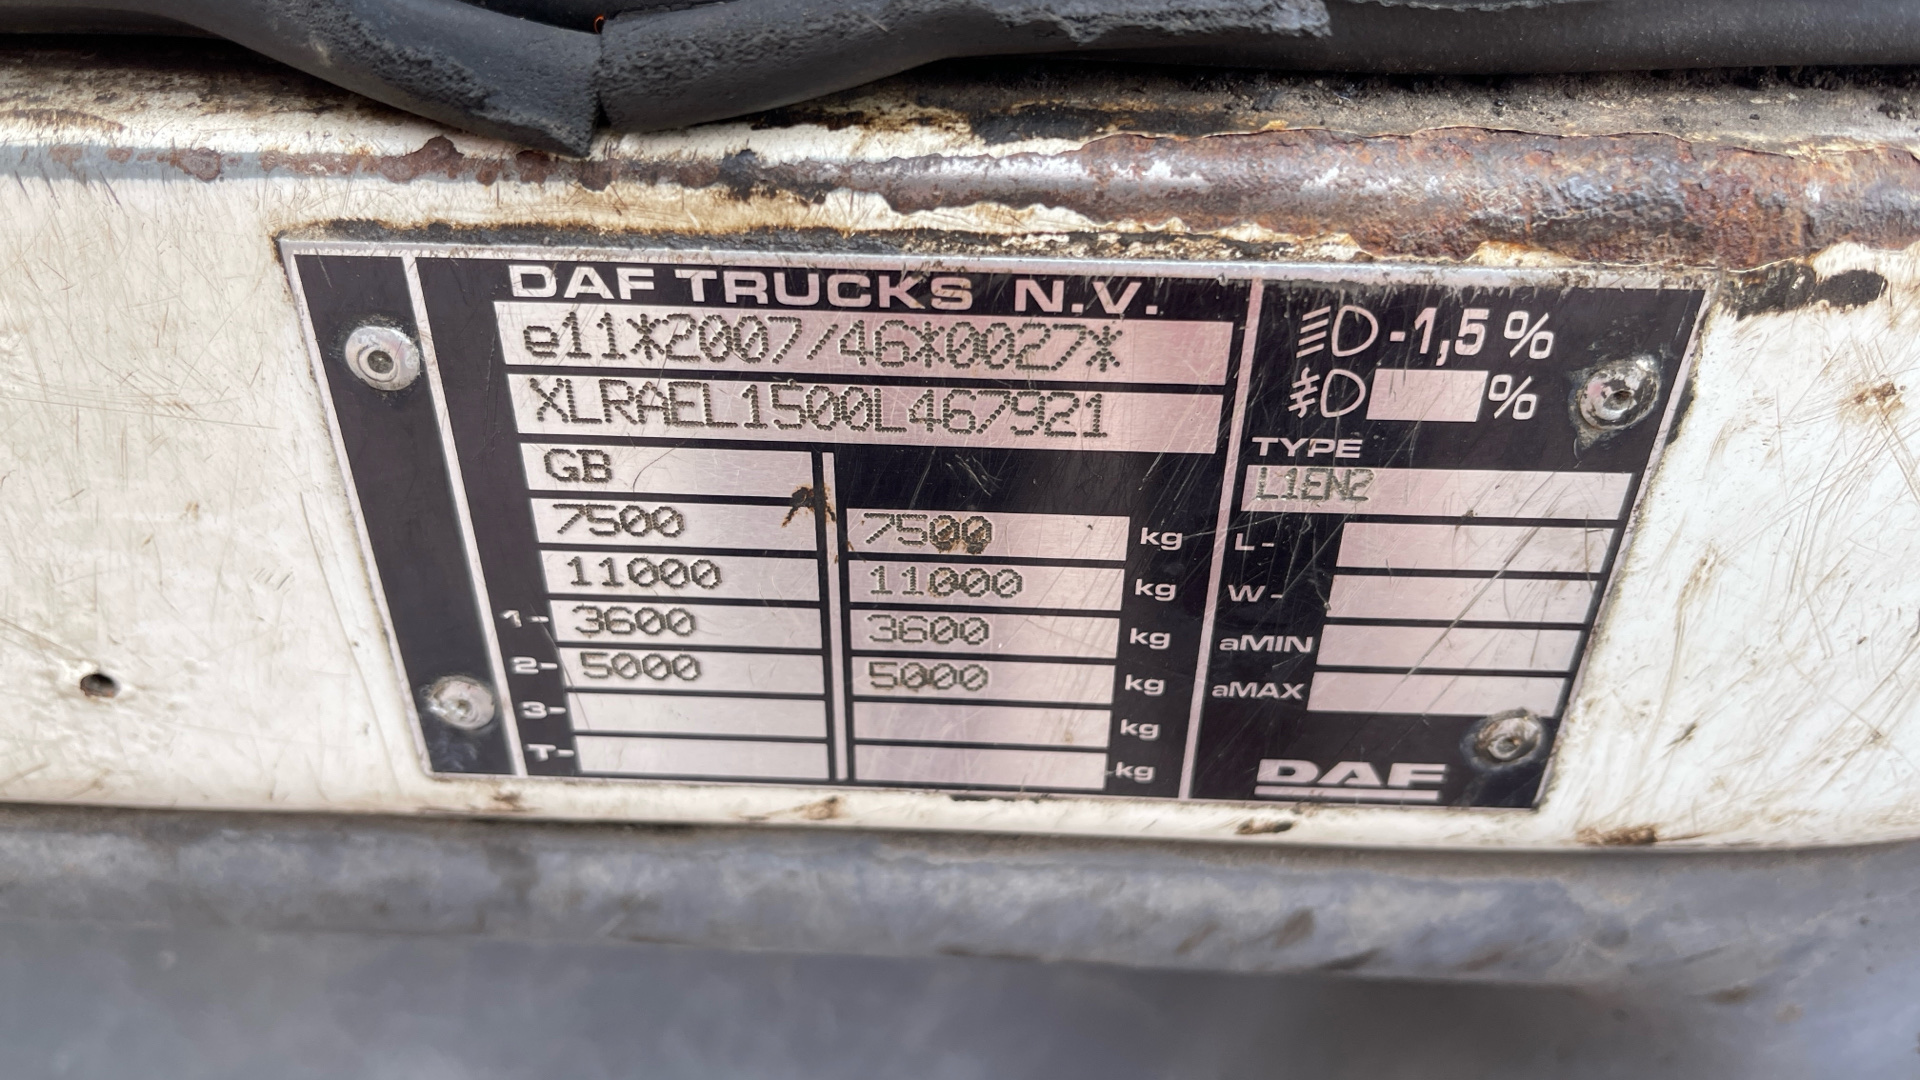 DAF TRUCKS N.V.
e11*2007/46*0027*
XLRAEL1500L467921
GB
7500 7500 kg
11000 11000 kg
1- 3600 3600 kg
2- 5000 5000 kg
3- kg
T- kg
-1,5%
%
TYPE
L1EN2
L-
W-
aMIN
aMAX
DAF